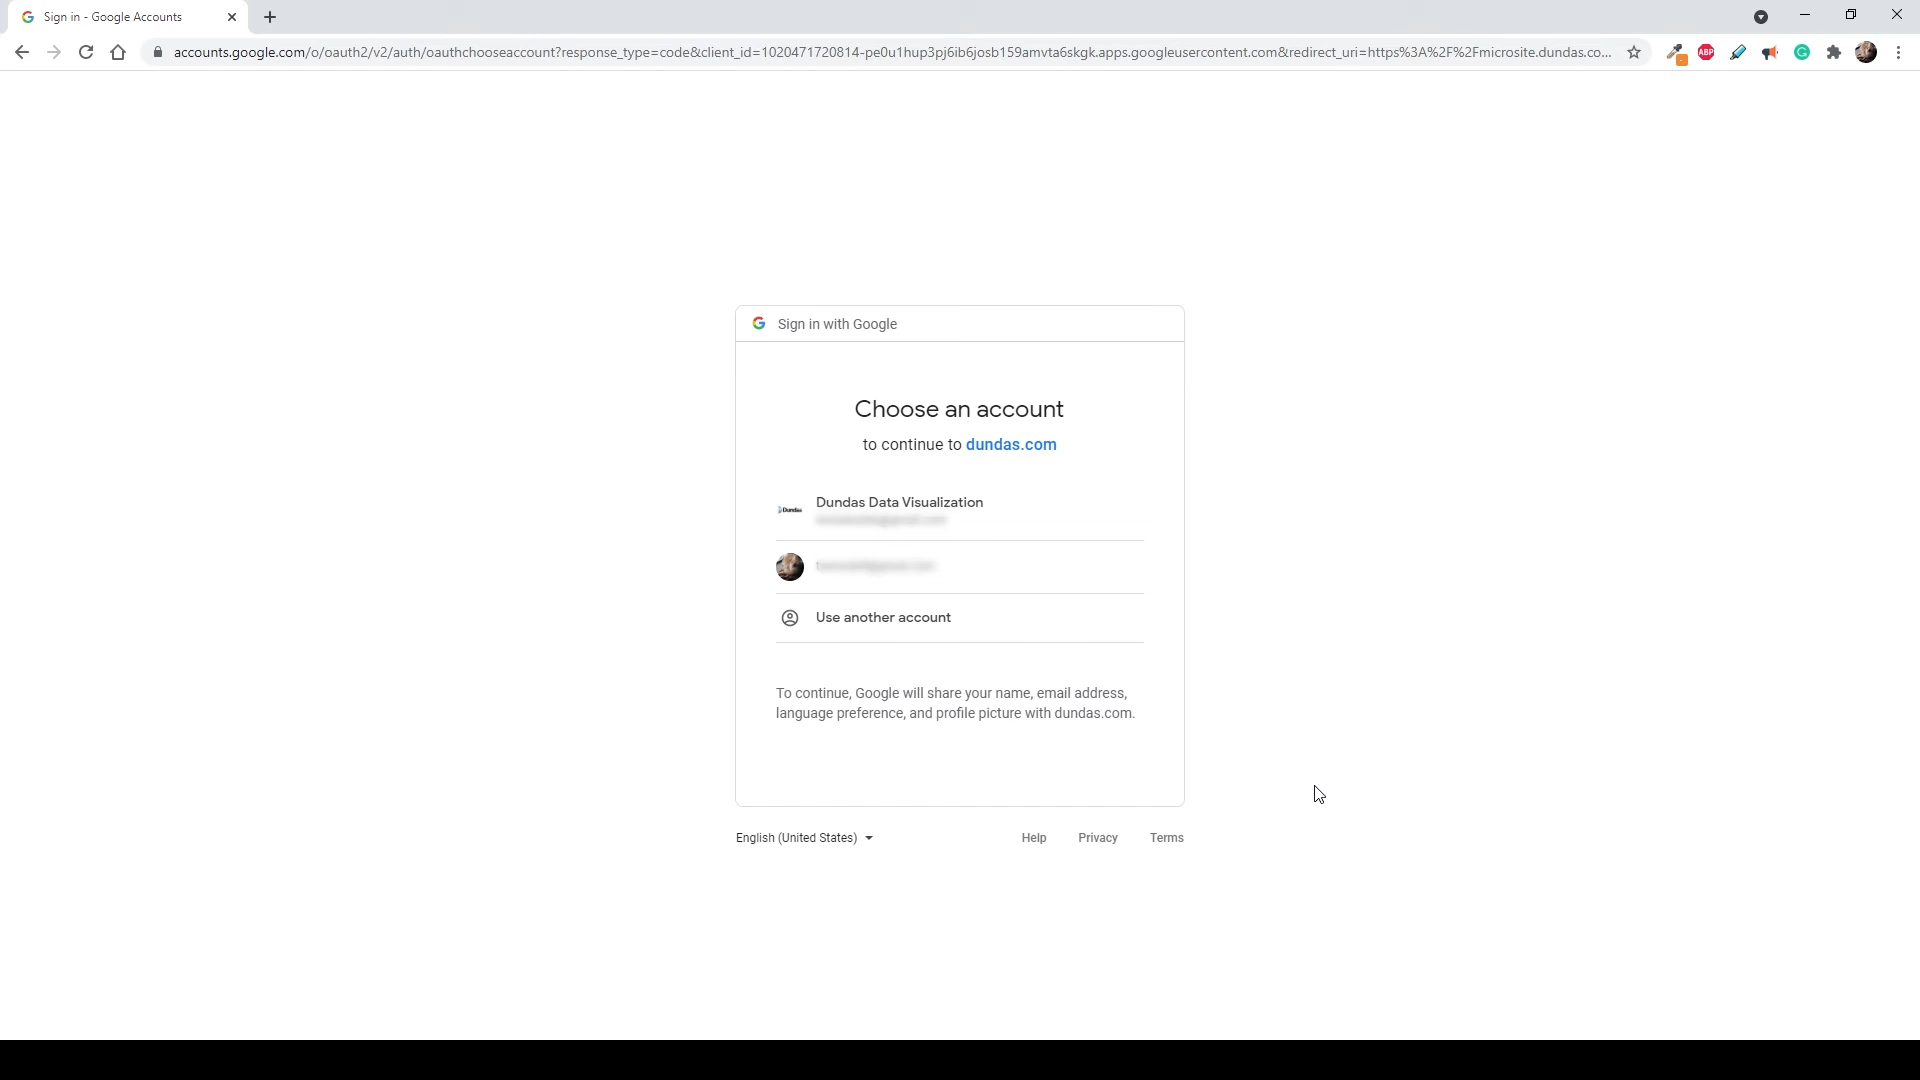 Sign in - Google Accounts
accounts.google.com/o/oauth2/v2/auth/oauthchooseaccount?response_type=code&client_id=1020471720814-pe0u1hup3pj6ib6josb159amvta6skgk.apps.googleusercontent.com&redirect_uri=https%3A%2F%2Fmicrosite.dundas.co...
ABP
Sign in with Google
Choose an account
to continue to dundas.com
Dundas
Dundas Data Visualization
Use another account
To continue, Google will share your name, email address,
language preference, and profile picture with dundas.com.
English (United States)
Help
Privacy
Terms